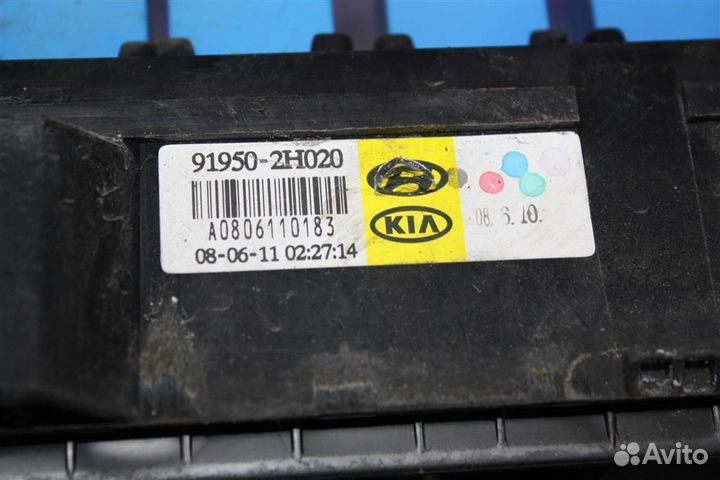 91950-2H020
A0806110183
08-06-11 02:27:14
KIA
08. 6. 10.
Avito